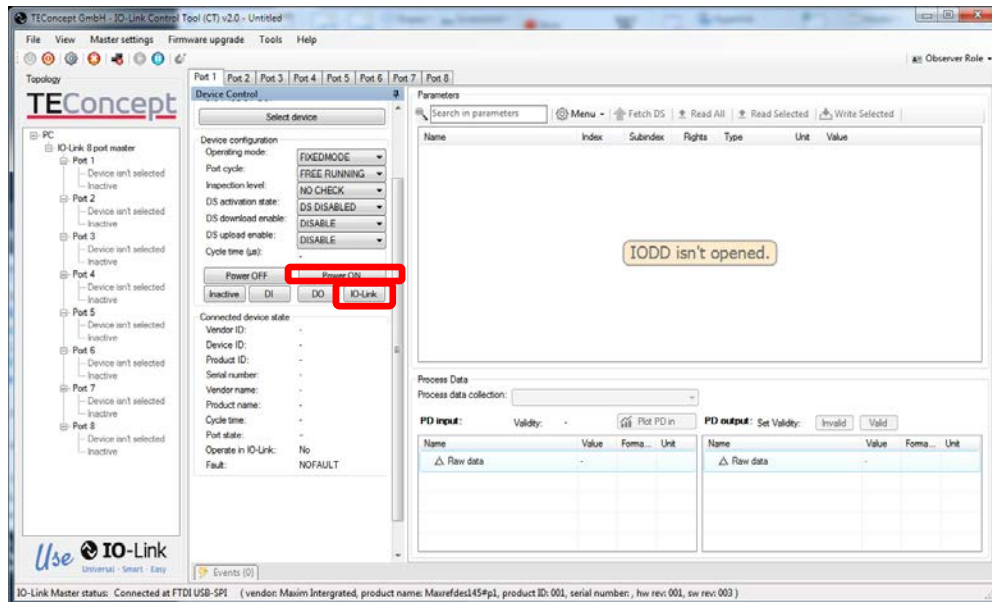 TEConcept GmbH - IO-Link Control Tool (CT) v2.0 - Untitled
File View Master settings Firmware upgrade Tools Help
Observer Role
Topology
TEConcept
PC
IO-Link 8 port master
Port 1
Device isn't selected
Inactive
Port 2
Device isn't selected
Inactive
Port 3
Device isn't selected
Inactive
Port 4
Device isn't selected
Inactive
Port 5
Device isn't selected
Inactive
Port 6
Device isn't selected
Inactive
Port 7
Device isn't selected
Inactive
Port 8
Device isn't selected
Inactive
Use IO-Link
Universal · Smart · Easy
Port 1 Port 2 Port 3 Port 4 Port 5 Port 6 Port 7 Port 8
Device Control
Select device
Device configuration
Operating mode: FIXEDMODE
Port cycle: FREE RUNNING
Inspection level: NO CHECK
DS activation state: DS DISABLED
DS download enable: DISABLE
DS upload enable: DISABLE
Cycle time (µs): -
Power OFF Power ON
Inactive DI DO IO-Link
Connected device state
Vendor ID: -
Device ID: -
Product ID: -
Serial number: -
Vendor name: -
Product name: -
Cycle time: -
Port state: -
Operate in IO-Link: No
Fault: NOFAULT
Events (0)
Parameters
Search in parameters Menu Fetch DS Read All Read Selected Write Selected
Name Index Subindex Rights Type Unit Value
IODD isn't opened.
Process Data
Process data collection:
PD input: Validity: - Plot PD in PD output: Set Validity: Invalid Valid
Name Value Forma... Unit Name Value Forma... Unit
Raw data - Raw data -
IO-Link Master status: Connected at FTDI USB-SPI (vendor: Maxim Intergrated, product name: Maxrefdes145#p1, product ID: 001, serial number: , hw rev: 001, sw rev: 003 )